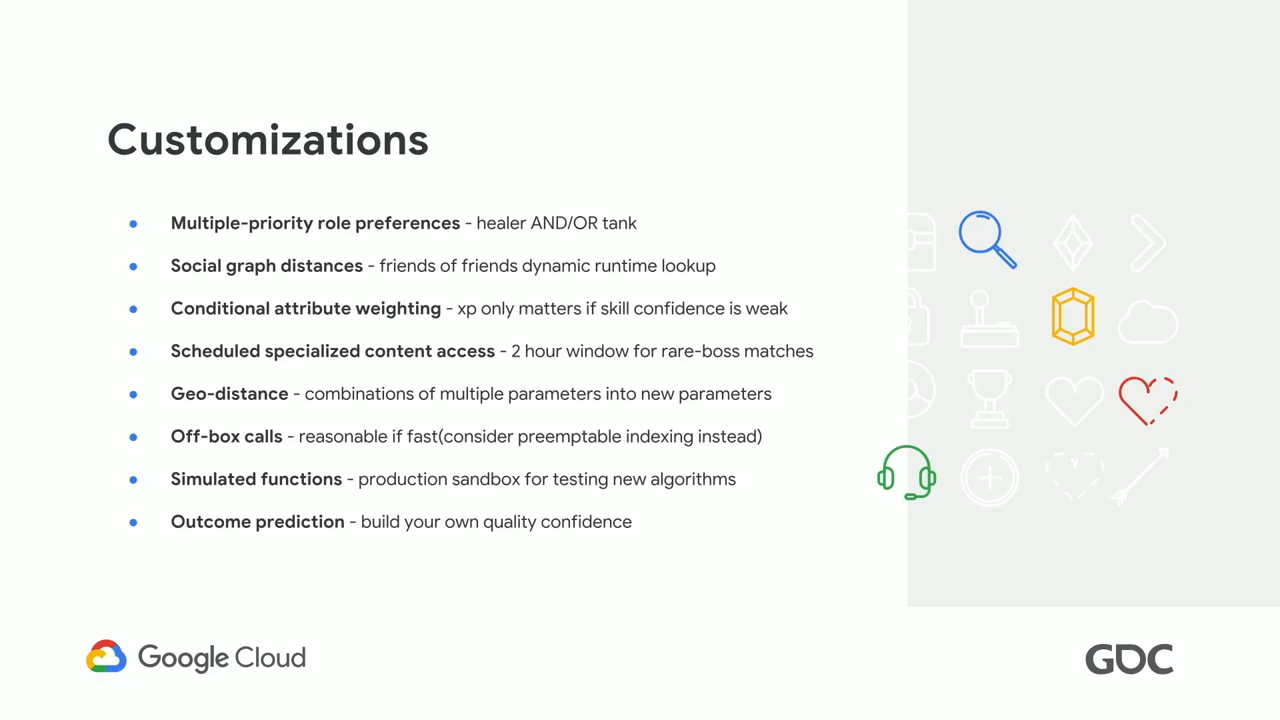 Customizations
• Multiple-priority role preferences - healer AND/OR tank
• Social graph distances - friends of friends dynamic runtime lookup
• Conditional attribute weighting - xp only matters if skill confidence is weak
• Scheduled specialized content access - 2 hour window for rare-boss matches
• Geo-distance - combinations of multiple parameters into new parameters
• Off-box calls - reasonable if fast(consider preemptable indexing instead)
• Simulated functions - production sandbox for testing new algorithms
• Outcome prediction - build your own quality confidence
Google Cloud
GDC